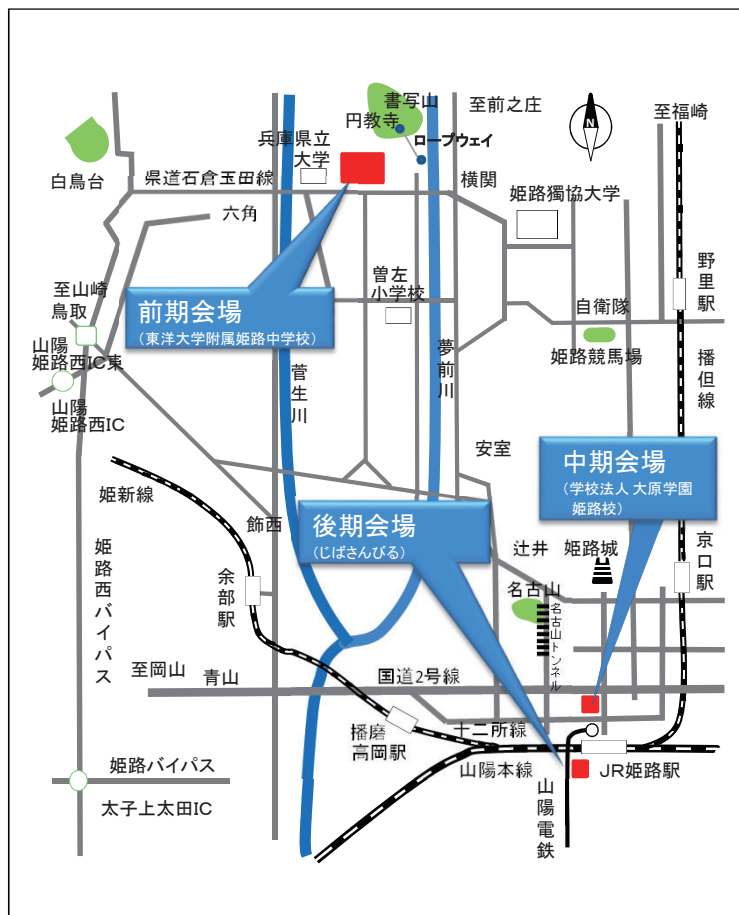 書写山
至前之庄
至福崎
円教寺
N
兵庫県立
大学
ロープウェイ
白鳥台
県道石倉玉田線
横関
姫路獨協大学
六角
野里駅
至山崎
鳥取
曽左
小学校
前期会場
(東洋大学附属姫路中学校)
自衛隊
姫路競馬場
山陽
姫路西IC東
夢前川
播但線
菅生川
山陽
姫路西IC
安室
中期会場
(学校法人 大原学園
姫路校)
姫新線
飾西
後期会場
(じばさんびる)
辻井
姫路城
京口駅
姫路西バイパス
余部駅
名古山
名古山トンネル
至岡山
青山
国道2号線
播磨
高岡駅
十二所線
姫路バイパス
山陽本線
JR姫路駅
山陽電鉄
太子上太田IC